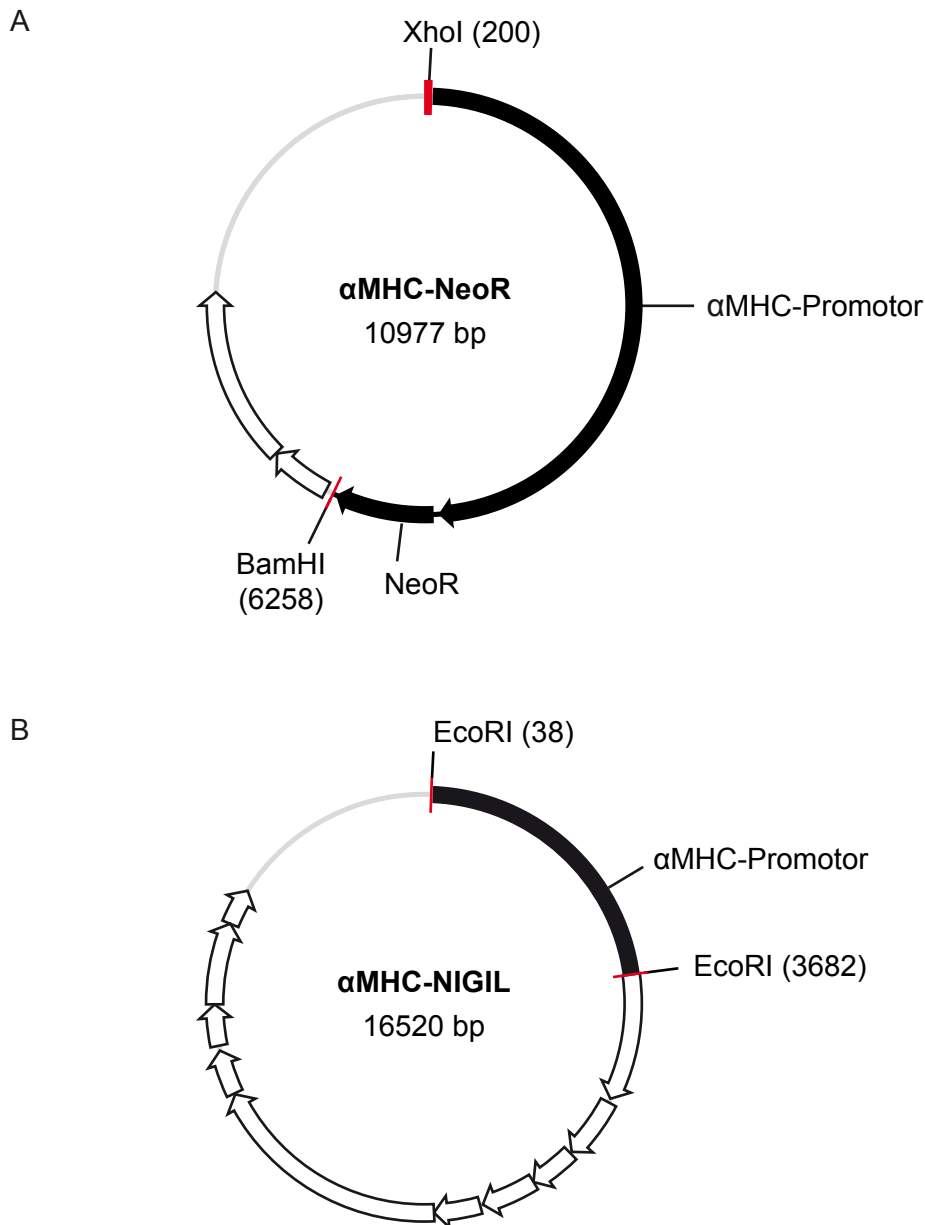 A
XhoI (200)
αMHC-NeoR
10977 bp
αMHC-Promotor
BamHI
(6258)
NeoR
B
EcoRI (38)
αMHC-Promotor
EcoRI (3682)
αMHC-NIGIL
16520 bp